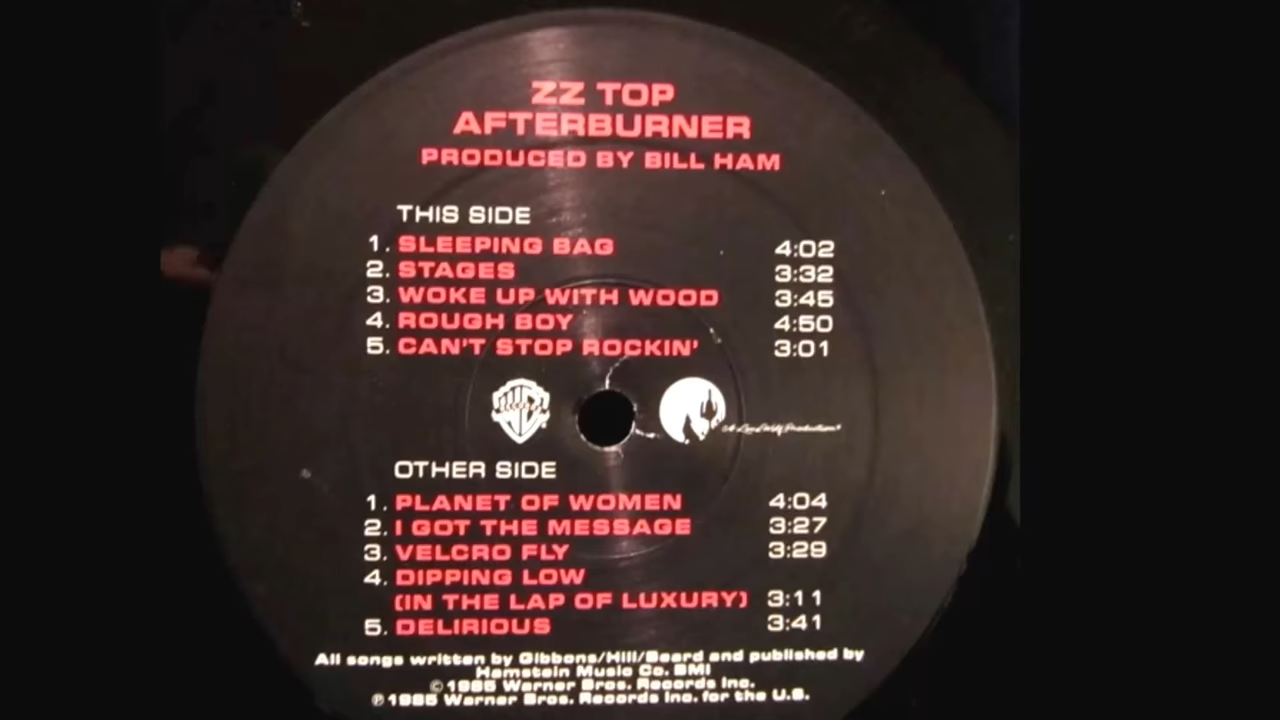 ZZ TOP
AFTERBURNER
PRODUCED BY BILL HAM
THIS SIDE
1. SLEEPING BAG 4:02
2. STAGES 3:32
3. WOKE UP WITH WOOD 3:45
4. ROUGH BOY 4:50
5. CAN'T STOP ROCKIN' 3:01
A Lone Wolf Production
OTHER SIDE
1. PLANET OF WOMEN 4:04
2. I GOT THE MESSAGE 3:27
3. VELCRO FLY 3:29
4. DIPPING LOW
(IN THE LAP OF LUXURY) 3:11
5. DELIRIOUS 3:41
All songs written by Gibbons/Hill/Beard and published by
Hamstein Music Co. BMI
© 1985 Warner Bros. Records Inc.
℗ 1985 Warner Bros. Records Inc. for the U.S.